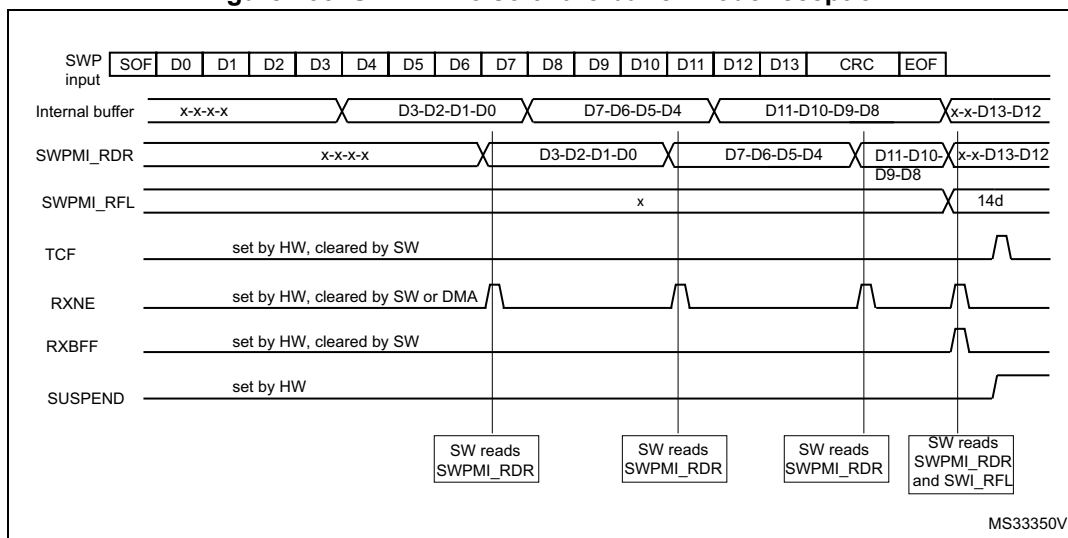 SWP input SOF D0 D1 D2 D3 D4 D5 D6 D7 D8 D9 D10 D11 D12 D13 CRC EOF
Internal buffer x-x-x-x D3-D2-D1-D0 D7-D6-D5-D4 D11-D10-D9-D8 x-x-D13-D12
SWPMI_RDR x-x-x-x D3-D2-D1-D0 D7-D6-D5-D4 D11-D10-D9-D8 x-x-D13-D12
SWPMI_RFL x 14d
TCF set by HW, cleared by SW
RXNE set by HW, cleared by SW or DMA
RXBFF set by HW, cleared by SW
SUSPEND set by HW
SW reads SWPMI_RDR
SW reads SWPMI_RDR
SW reads SWPMI_RDR
SW reads SWPMI_RDR and SWI_RFL
MS33350V